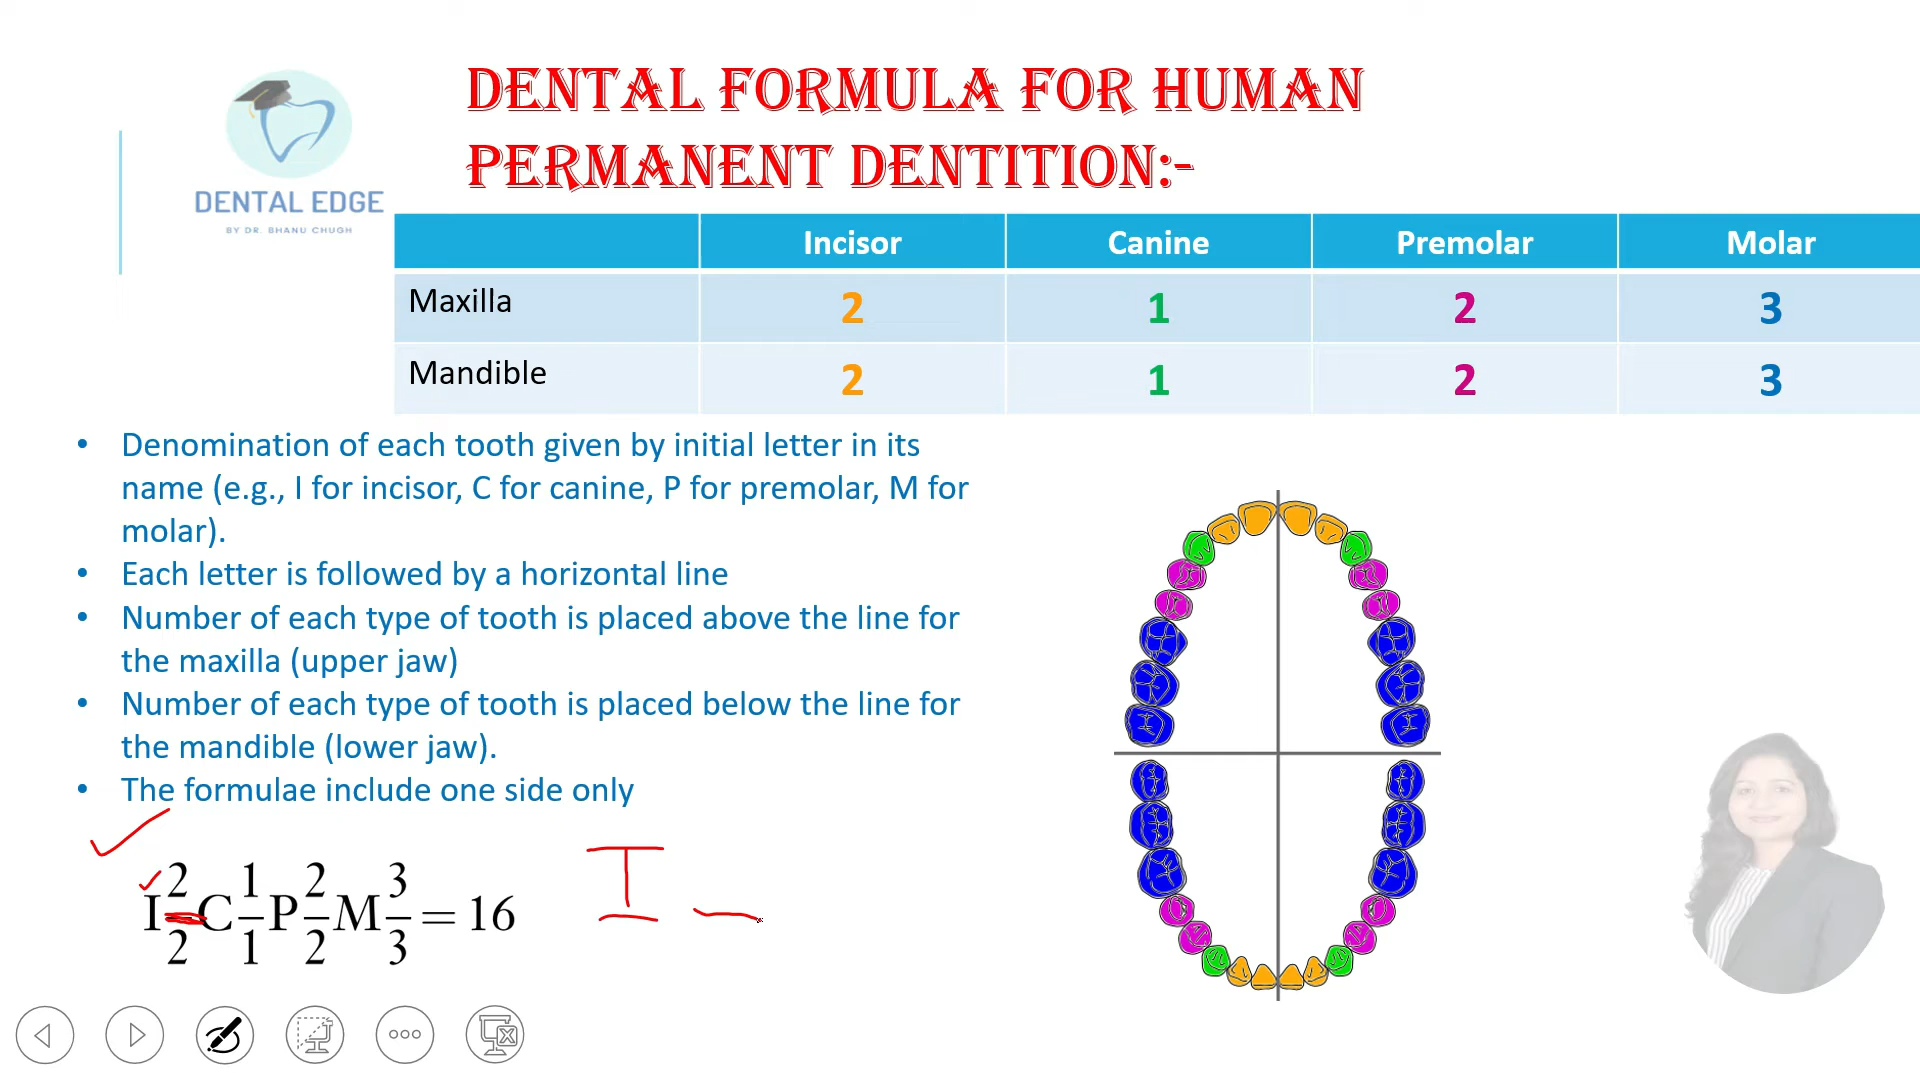 DENTAL FORMULA FOR HUMAN
PERMANENT DENTITION:-
DENTAL EDGE
BY DR. BHANU CHUGH
Incisor Canine Premolar Molar
Maxilla 2 1 2 3
Mandible 2 1 2 3
• Denomination of each tooth given by initial letter in its
name (e.g., I for incisor, C for canine, P for premolar, M for
molar).
• Each letter is followed by a horizontal line
• Number of each type of tooth is placed above the line for
the maxilla (upper jaw)
• Number of each type of tooth is placed below the line for
the mandible (lower jaw).
• The formulae include one side only
I 2/2 C 1/1 P 2/2 M 3/3 = 16
I